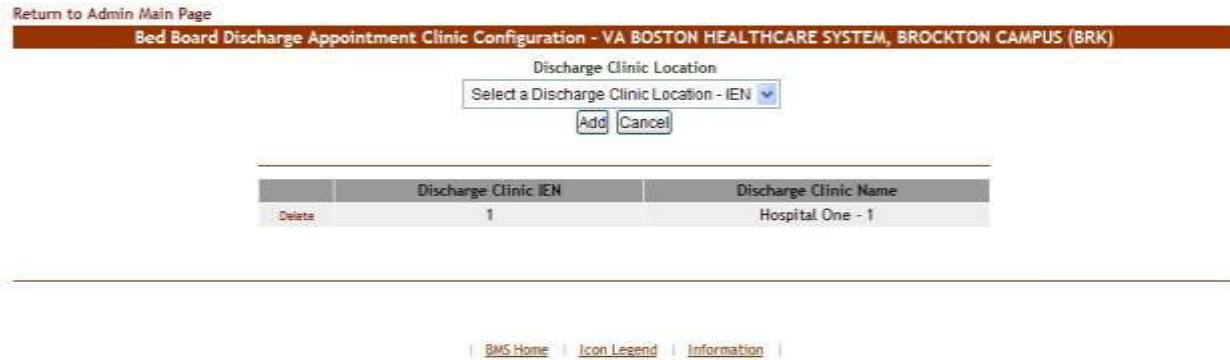 Return to Admin Main Page
Bed Board Discharge Appointment Clinic Configuration - VA BOSTON HEALTHCARE SYSTEM, BROCKTON CAMPUS (BRK)
Discharge Clinic Location
Select a Discharge Clinic Location - IEN
Add Cancel
Discharge Clinic IEN Discharge Clinic Name
Delete 1 Hospital One - 1
| BMS Home | Icon Legend | Information |